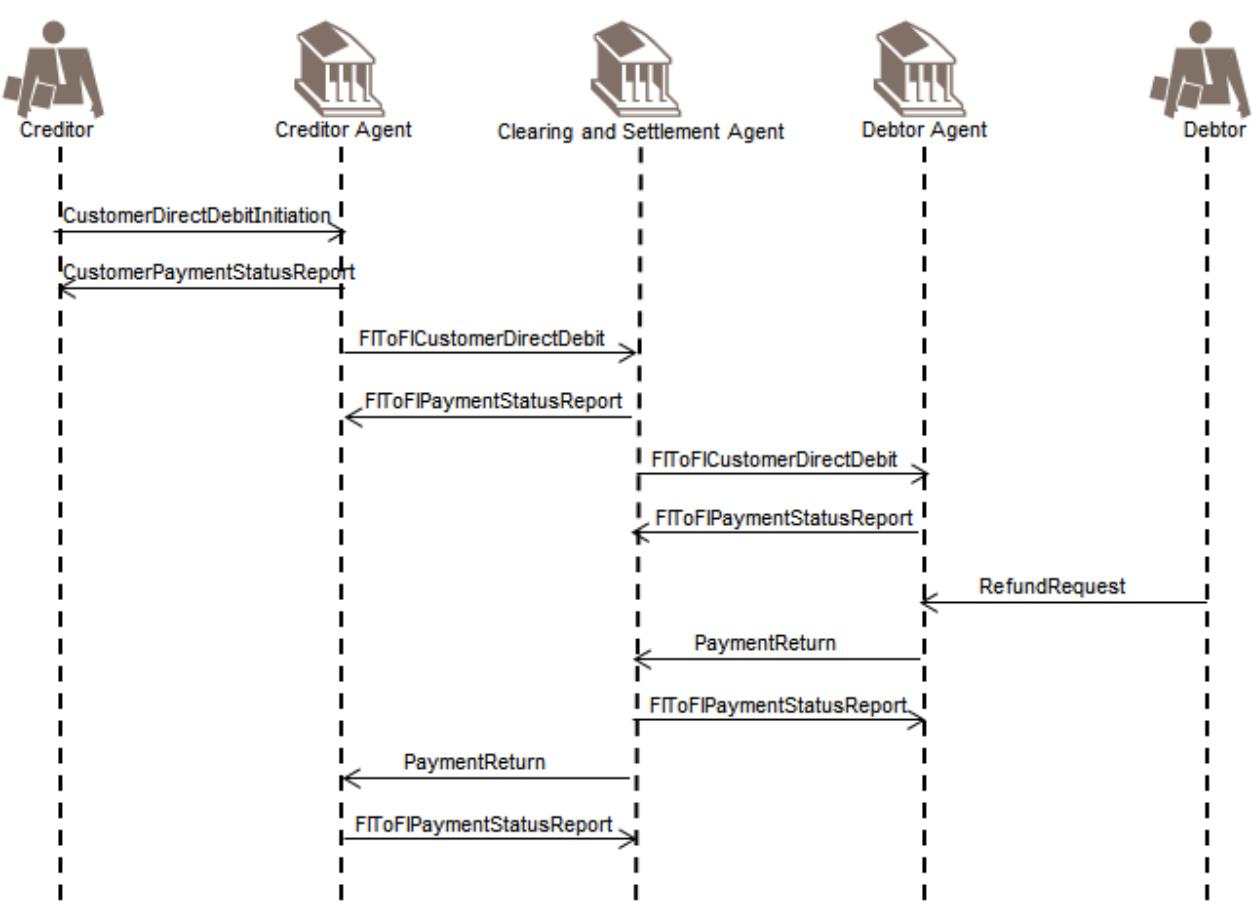 Creditor
Creditor Agent
Clearing and Settlement Agent
Debtor Agent
Debtor
CustomerDirectDebitInitiation
CustomerPaymentStatusReport
FIToFICustomerDirectDebit
FIToFIPaymentStatusReport
FIToFICustomerDirectDebit
FIToFIPaymentStatusReport
RefundRequest
PaymentReturn
FIToFIPaymentStatusReport
PaymentReturn
FIToFIPaymentStatusReport